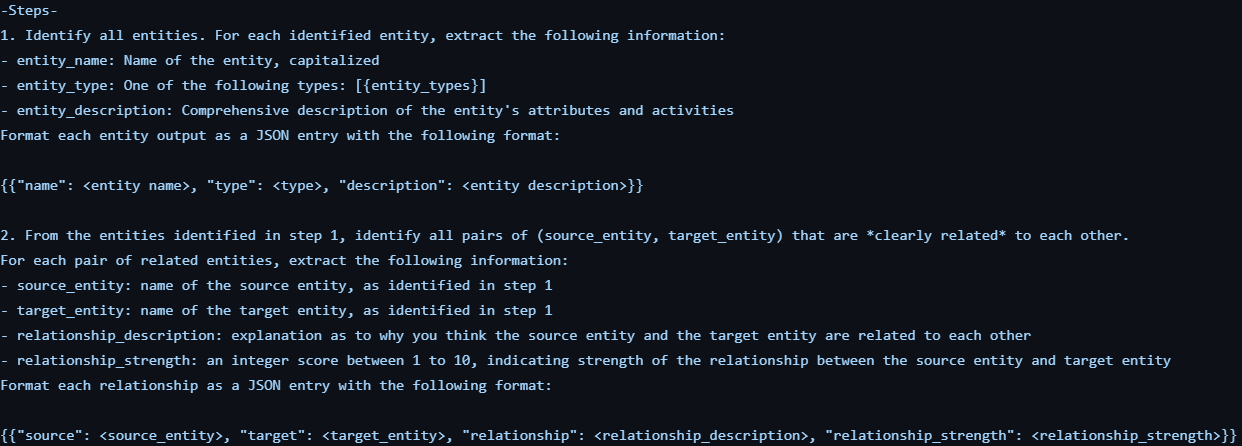 -Steps-
1. Identify all entities. For each identified entity, extract the following information:
- entity_name: Name of the entity, capitalized
- entity_type: One of the following types: [{entity_types}]
- entity_description: Comprehensive description of the entity's attributes and activities
Format each entity output as a JSON entry with the following format:
{{"name": <entity name>, "type": <type>, "description": <entity description>}}
2. From the entities identified in step 1, identify all pairs of (source_entity, target_entity) that are *clearly related* to each other.
For each pair of related entities, extract the following information:
- source_entity: name of the source entity, as identified in step 1
- target_entity: name of the target entity, as identified in step 1
- relationship_description: explanation as to why you think the source entity and the target entity are related to each other
- relationship_strength: an integer score between 1 to 10, indicating strength of the relationship between the source entity and target entity
Format each relationship as a JSON entry with the following format:
{{"source": <source_entity>, "target": <target_entity>, "relationship": <relationship_description>, "relationship_strength": <relationship_strength>}}